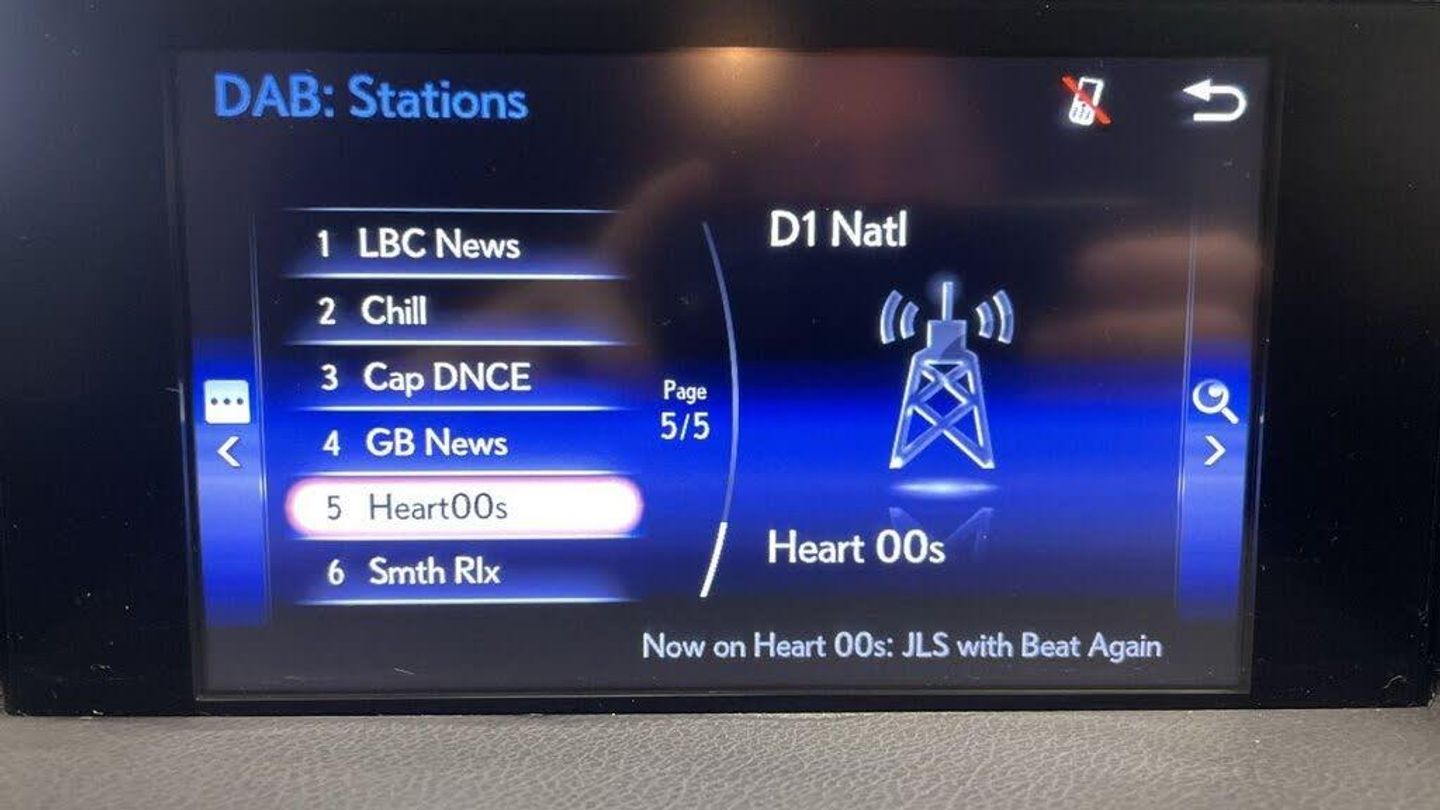 DAB: Stations
1 LBC News
2 Chill
3 Cap DNCE
4 GB News
5 Heart00s
6 Smth Rlx
Page
5/5
D1 Natl
Heart 00s
Now on Heart 00s: JLS with Beat Again